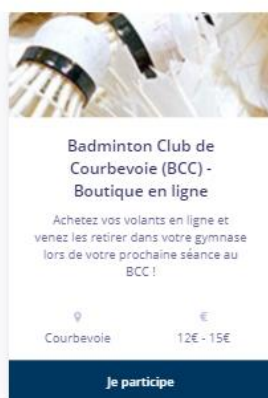 Badminton Club de
Courbevoie (BCC) -
Boutique en ligne
Achetez vos volants en ligne et
venez les retirer dans votre gymnase
lors de votre prochaine séance au
BCC !
€
Courbevoie 12€ - 15€
Je participe